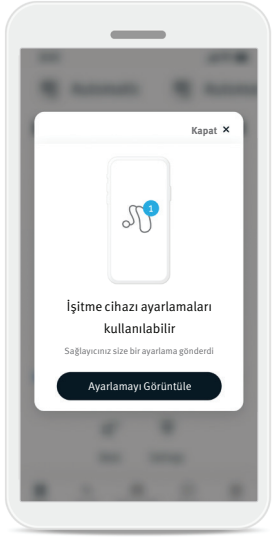 Kapat ×
1
İşitme cihazı ayarlamaları
kullanılabilir
Sağlayıcınız size bir ayarlama gönderdi
Ayarlamayı Görüntüle